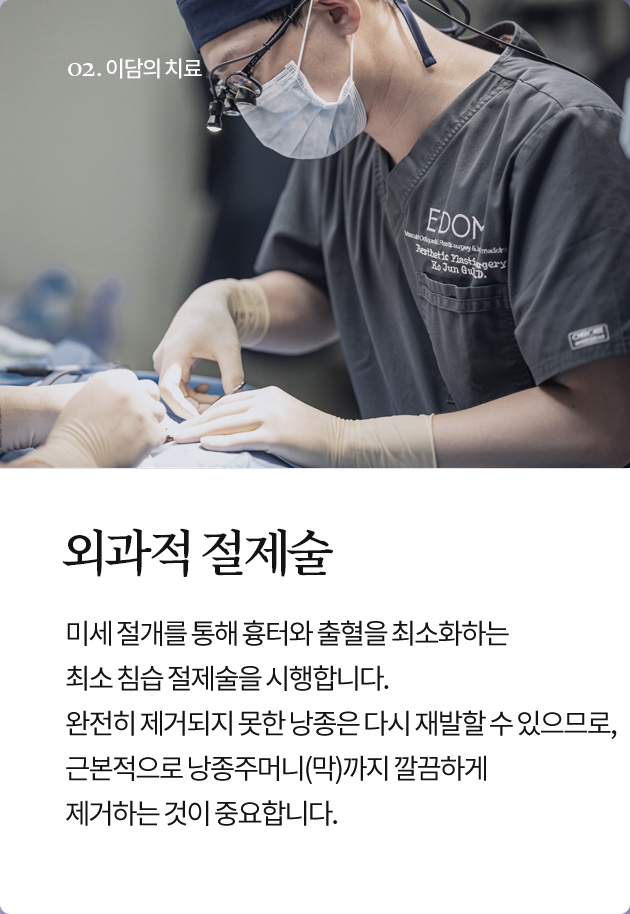 02. 이담의 치료
EDOM
Aesthetic Plastic Surgery
Ko Jun Gu
외과적 절제술
미세 절개를 통해 흉터와 출혈을 최소화하는
최소 침습 절제술을 시행합니다.
완전히 제거되지 못한 낭종은 다시 재발할 수 있으므로,
근본적으로 낭종주머니(막)까지 깔끔하게
제거하는 것이 중요합니다.